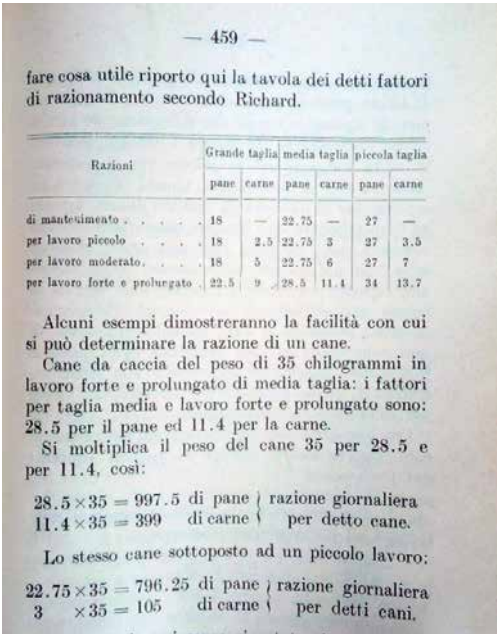 — 459 —
fare cosa utile riporto qui la tavola dei detti fattori
di razionamento secondo Richard.
Razioni Grande taglia media taglia piccola taglia
pane carne pane carne pane carne
di mantenimento . . . . . 18 — 22.75 — 27 —
per lavoro piccolo . . . . 18 2.5 22.75 3 27 3.5
per lavoro moderato. . . . 18 5 22.75 6 27 7
per lavoro forte e prolungato . 22.5 9 28.5 11.4 34 13.7
Alcuni esempi dimostreranno la facilità con cui
si può determinare la razione di un cane.
Cane da caccia del peso di 35 chilogrammi in
lavoro forte e prolungato di media taglia: i fattori
per taglia media e lavoro forte e prolungato sono:
28.5 per il pane ed 11.4 per la carne.
Si moltiplica il peso del cane 35 per 28.5 e
per 11.4, così:
28.5 × 35 = 997.5 di pane } razione giornaliera
11.4 × 35 = 399 di carne } per detto cane.
Lo stesso cane sottoposto ad un piccolo lavoro:
22.75 × 35 = 796.25 di pane } razione giornaliera
3 × 35 = 105 di carne } per detti cani.